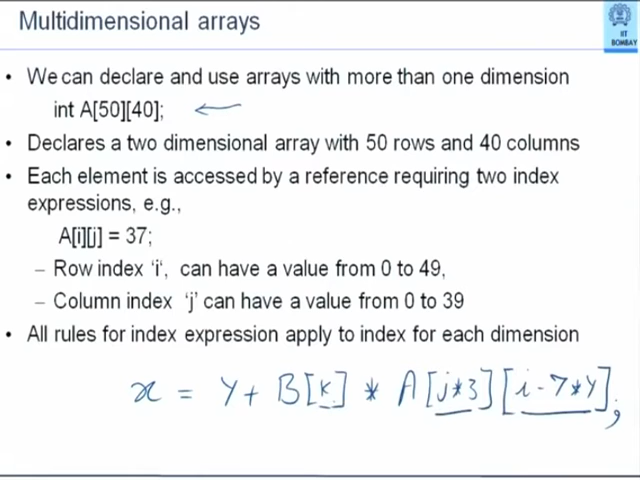 Multidimensional arrays
IIT
BOMBAY
• We can declare and use arrays with more than one dimension
int A[50][40];
• Declares a two dimensional array with 50 rows and 40 columns
• Each element is accessed by a reference requiring two index
expressions, e.g.,
A[i][j] = 37;
– Row index ‘i‘, can have a value from 0 to 49,
– Column index ‘j’ can have a value from 0 to 39
• All rules for index expression apply to index for each dimension
x = Y + B[k] * A[j*3][i-7*Y];